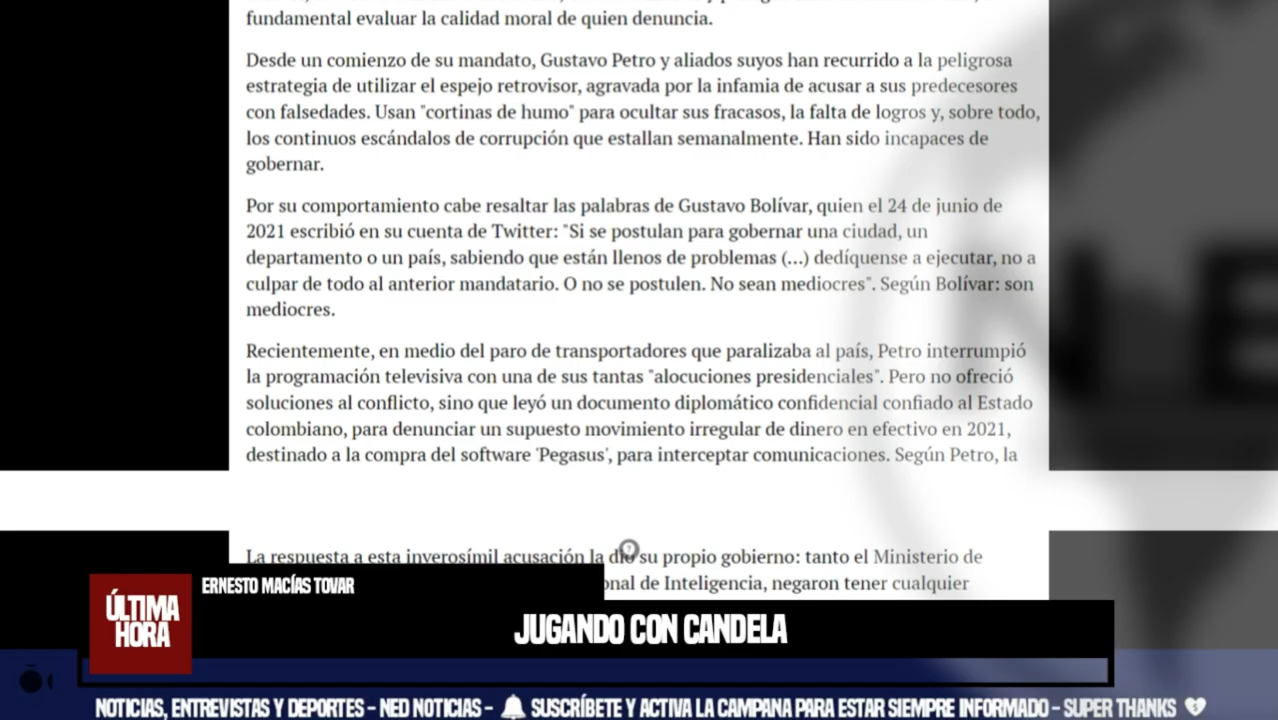 fundamental evaluar la calidad moral de quien denuncia.
Desde un comienzo de su mandato, Gustavo Petro y aliados suyos han recurrido a la peligrosa
estrategia de utilizar el espejo retrovisor, agravada por la infamia de acusar a sus predecesores
con falsedades. Usan "cortinas de humo" para ocultar sus fracasos, la falta de logros y, sobre todo,
los continuos escándalos de corrupción que estallan semanalmente. Han sido incapaces de
gobernar.
Por su comportamiento cabe resaltar las palabras de Gustavo Bolívar, quien el 24 de junio de
2021 escribió en su cuenta de Twitter: "Si se postulan para gobernar una ciudad, un
departamento o un país, sabiendo que están llenos de problemas (...) dedíquense a ejecutar, no a
culpar de todo al anterior mandatario. O no se postulen. No sean mediocres". Según Bolívar: son
mediocres.
Recientemente, en medio del paro de transportadores que paralizaba al país, Petro interrumpió
la programación televisiva con una de sus tantas "alocuciones presidenciales". Pero no ofreció
soluciones al conflicto, sino que leyó un documento diplomático confidencial confiado al Estado
colombiano, para denunciar un supuesto movimiento irregular de dinero en efectivo en 2021,
destinado a la compra del software 'Pegasus', para interceptar comunicaciones. Según Petro, la
La respuesta a esta inverosímil acusación la dio su propio gobierno: tanto el Ministerio de
onal de Inteligencia, negaron tener cualquier
NE
ERNESTO MACÍAS TOVAR
ÚLTIMA
HORA
JUGANDO CON CANDELA
NOTICIAS, ENTREVISTAS Y DEPORTES - NED NOTICIAS - SUSCRÍBETE Y ACTIVA LA CAMPANA PARA ESTAR SIEMPRE INFORMADO - SUPER THANKS